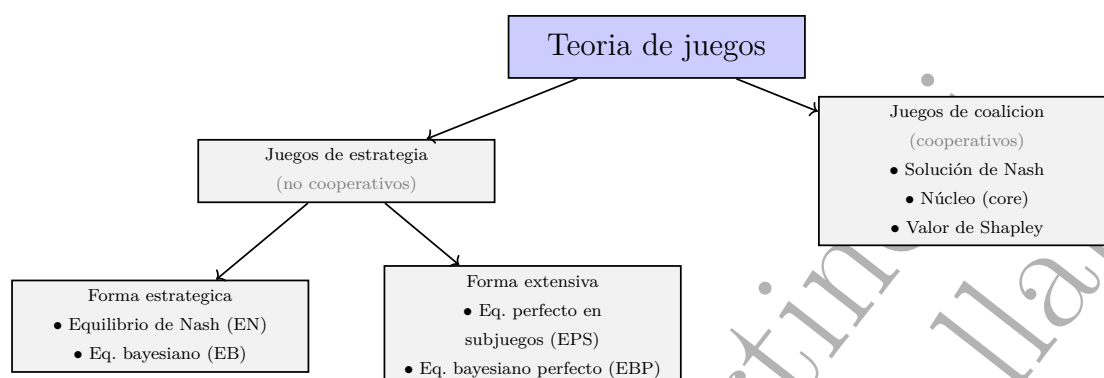 Teoria de juegos
Juegos de coalicion
(cooperativos)
• Solución de Nash
• Núcleo (core)
• Valor de Shapley
Juegos de estrategia
(no cooperativos)
Forma estrategica
• Equilibrio de Nash (EN)
• Eq. bayesiano (EB)
Forma extensiva
• Eq. perfecto en
subjuegos (EPS)
• Eq. bayesiano perfecto (EBP)